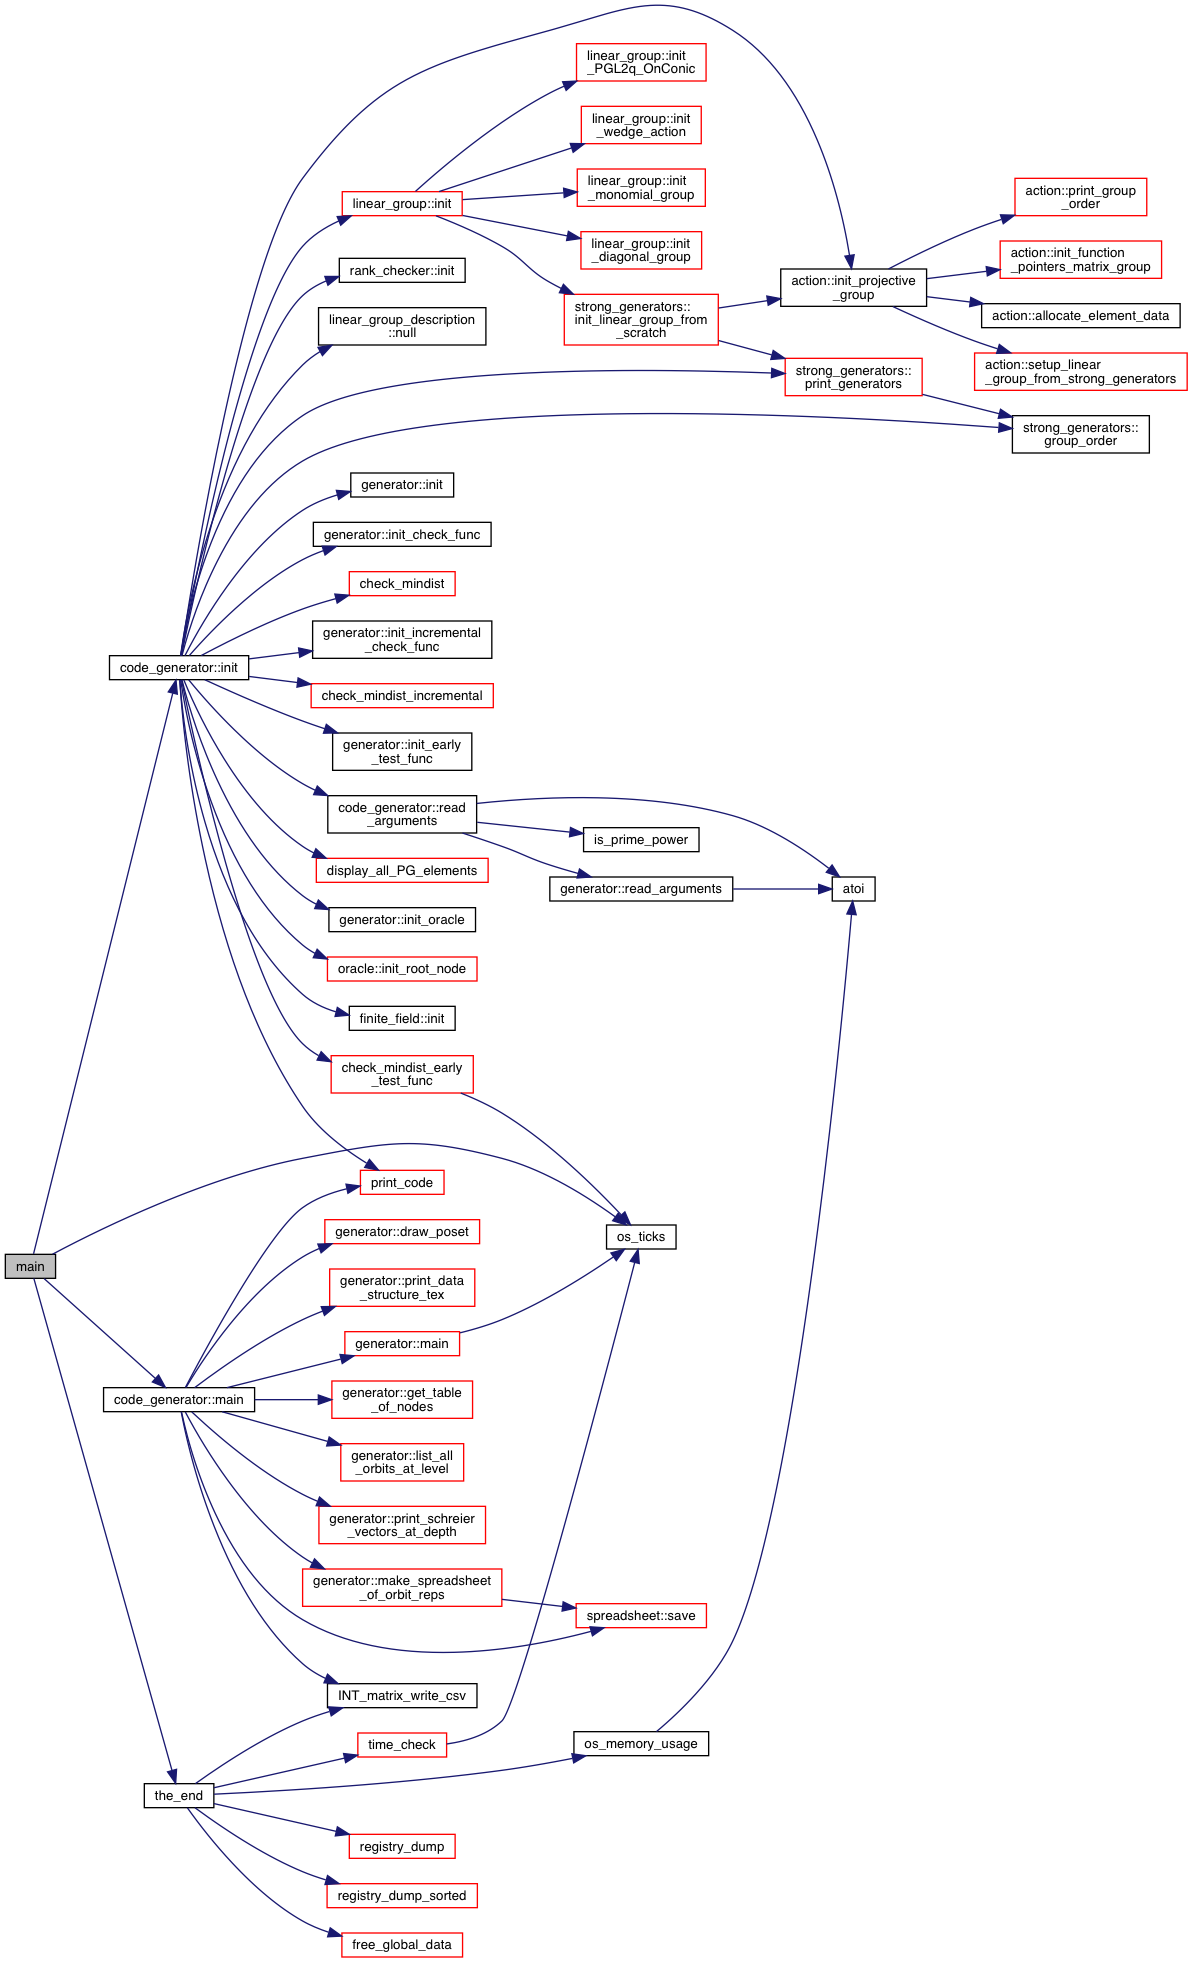 linear_group::init
_PGL2q_OnConic
linear_group::init
_wedge_action
linear_group::init
_monomial_group
linear_group::init
linear_group::init
_diagonal_group
action::print_group
_order
action::init_function
_pointers_matrix_group
rank_checker::init
action::init_projective
_group
action::allocate_element_data
linear_group_description
::null
strong_generators::
init_linear_group_from
_scratch
action::setup_linear
_group_from_strong_generators
strong_generators::
print_generators
strong_generators::
group_order
generator::init
generator::init_check_func
check_mindist
generator::init_incremental
_check_func
code_generator::init
check_mindist_incremental
generator::init_early
_test_func
code_generator::read
_arguments
is_prime_power
display_all_PG_elements
generator::read_arguments
atoi
generator::init_oracle
oracle::init_root_node
finite_field::init
check_mindist_early
_test_func
print_code
generator::draw_poset
os_ticks
main
generator::print_data
_structure_tex
generator::main
code_generator::main
generator::get_table
_of_nodes
generator::list_all
_orbits_at_level
generator::print_schreier
_vectors_at_depth
generator::make_spreadsheet
_of_orbit_reps
spreadsheet::save
INT_matrix_write_csv
time_check
os_memory_usage
the_end
registry_dump
registry_dump_sorted
free_global_data